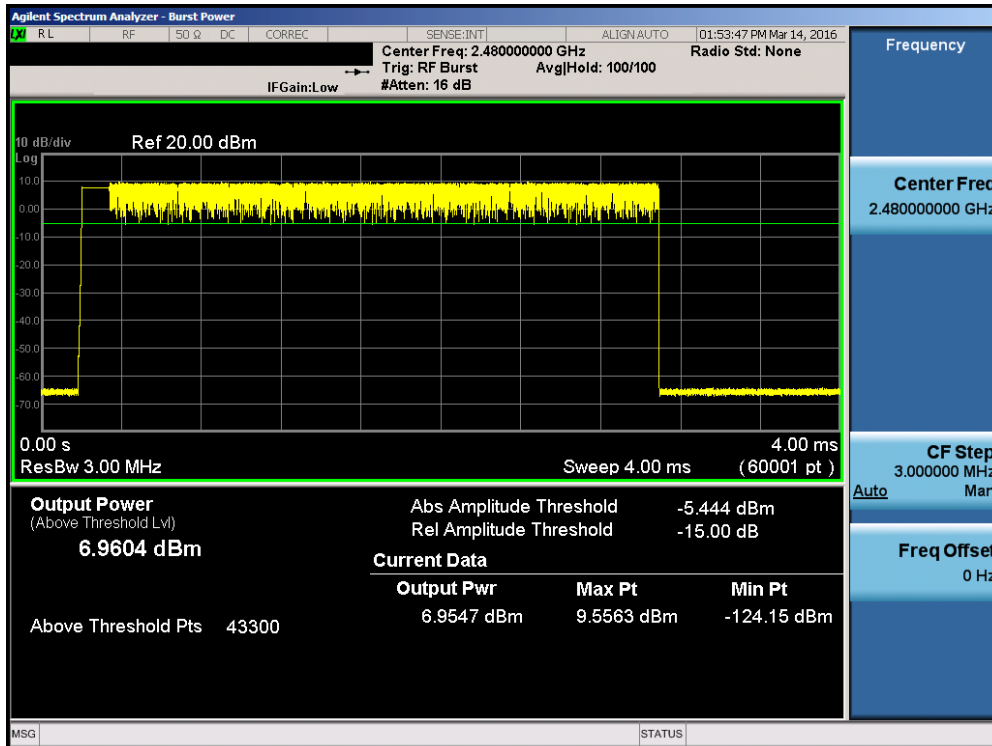 Agilent Spectrum Analyzer - Burst Power
LXI RL RF 50 Ω DC CORREC SENSE:INT ALIGN AUTO 01:53:47 PM Mar 14, 2016
Center Freq: 2.480000000 GHz Radio Std: None
Trig: RF Burst Avg|Hold: 100/100
IFGain:Low #Atten: 16 dB
10 dB/div Ref 20.00 dBm
Log
10.0
0.00
-10.0
-20.0
-30.0
-40.0
-50.0
-60.0
-70.0
0.00 s 4.00 ms
ResBw 3.00 MHz Sweep 4.00 ms (60001 pt)
Output Power
(Above Threshold Lvl)
6.9604 dBm
Above Threshold Pts 43300
Abs Amplitude Threshold -5.444 dBm
Rel Amplitude Threshold -15.00 dB
Current Data
Output Pwr Max Pt Min Pt
6.9547 dBm 9.5563 dBm -124.15 dBm
MSG STATUS
Frequency
Center Freq
2.480000000 GHz
CF Step
3.000000 MHz
Auto Man
Freq Offset
0 Hz